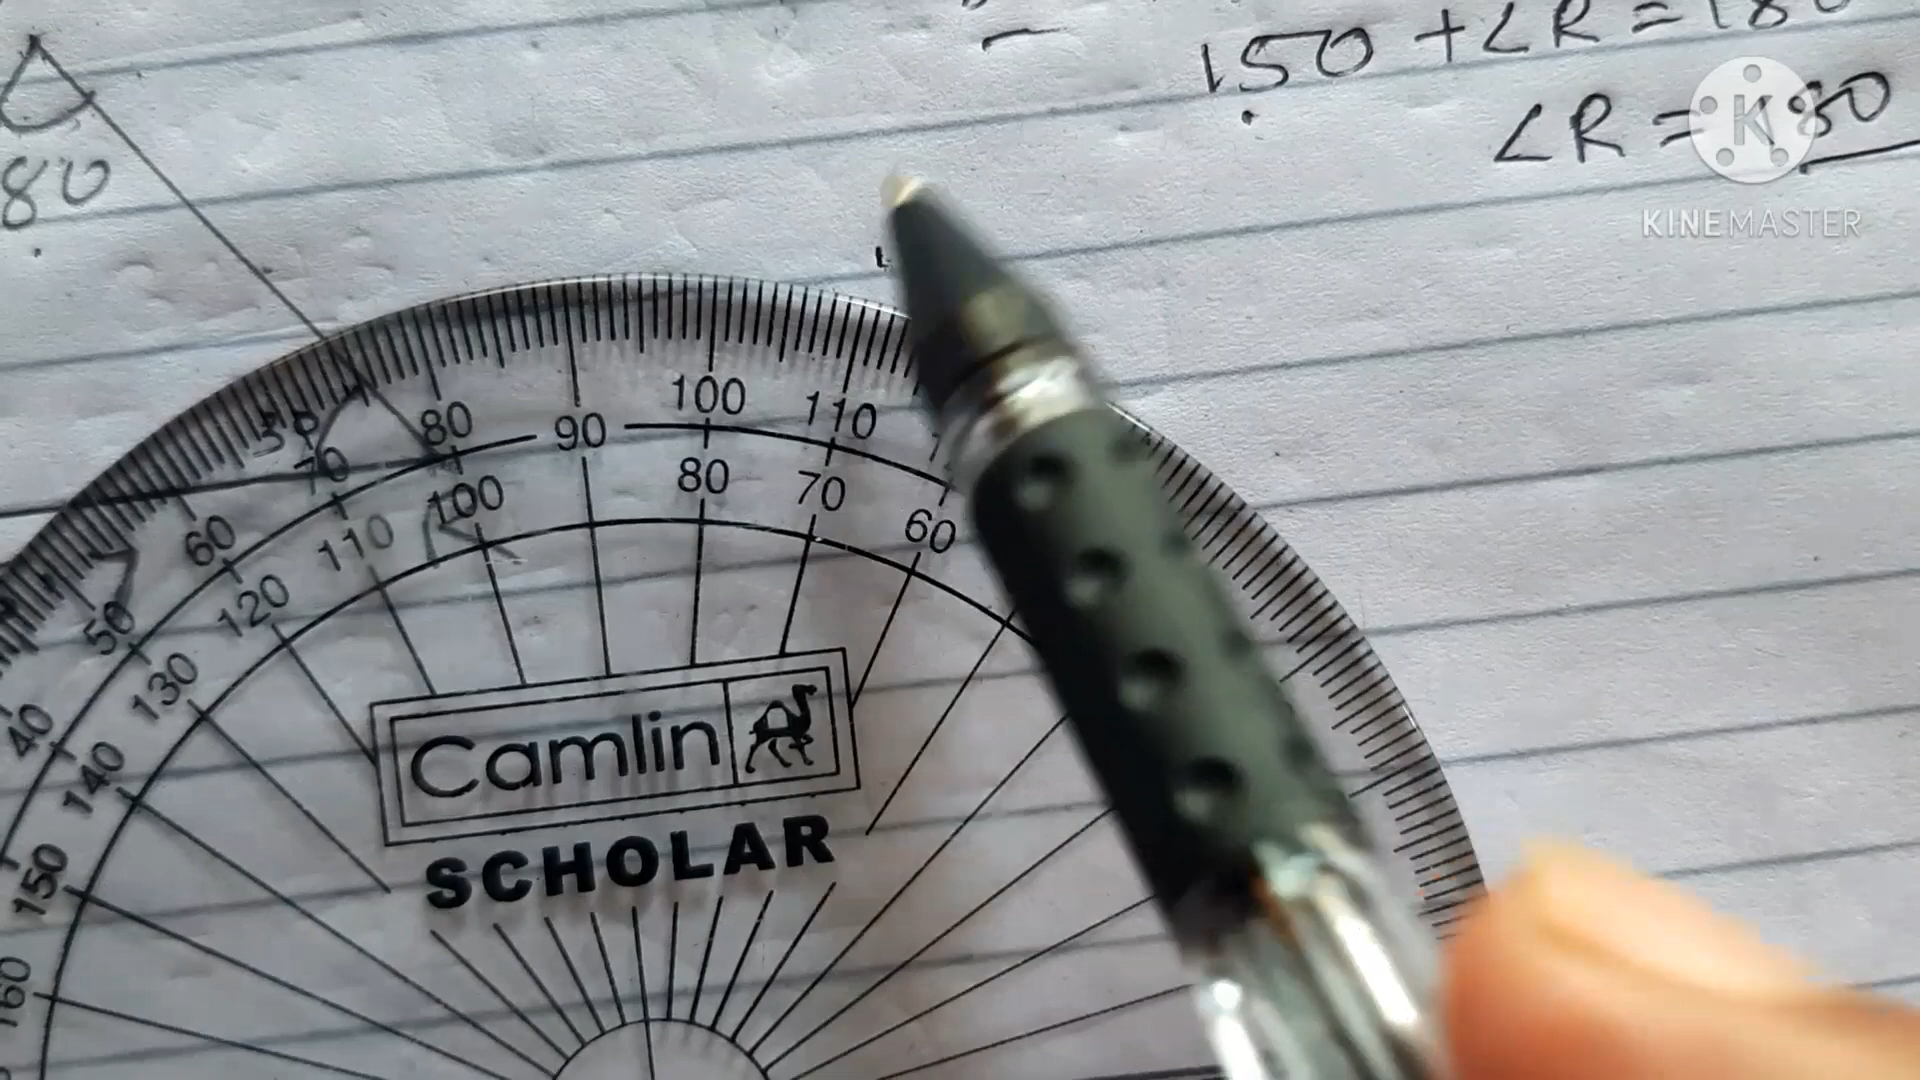 150 + ∠R = 180
∠R = 180
KINEMASTER
80
50
80 90 100 110
70 100 80 70 60
60 110
50 120
40 130
140
150
160
Camlin
SCHOLAR